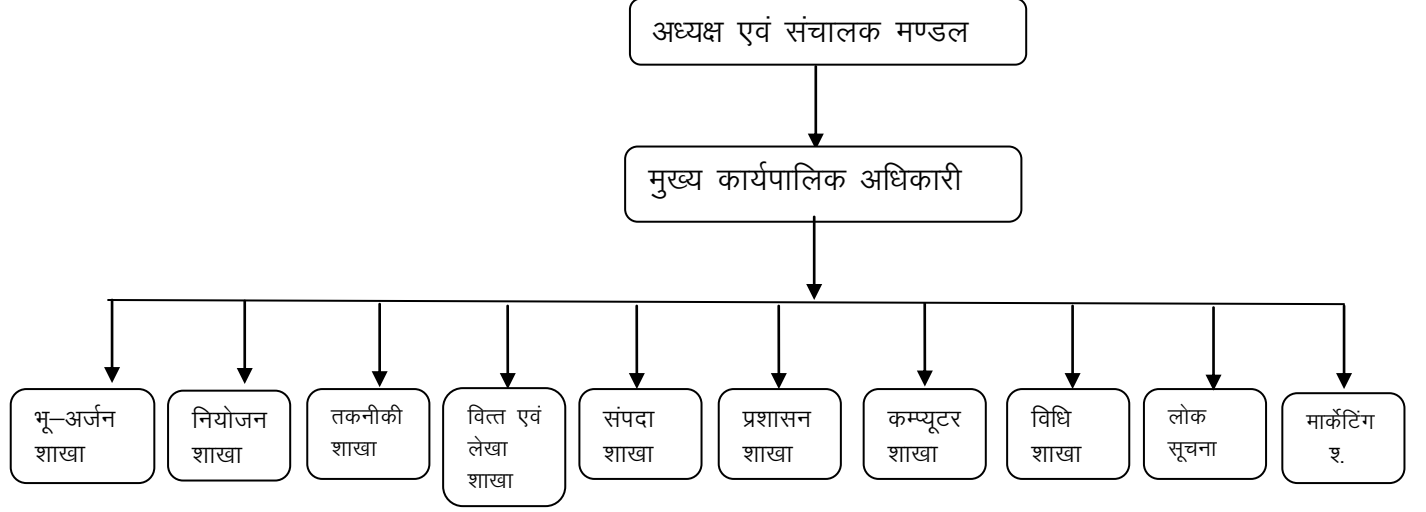 अध्यक्ष एवं संचालक मण्डल
मुख्य कार्यपालिक अधिकारी
भू–अर्जन
शाखा
नियोजन
शाखा
तकनीकी
शाखा
वित्त एवं
लेखा
शाखा
संपदा
शाखा
प्रशासन
शाखा
कम्प्यूटर
शाखा
विधि
शाखा
लोक
सूचना
मार्केटिंग
श.